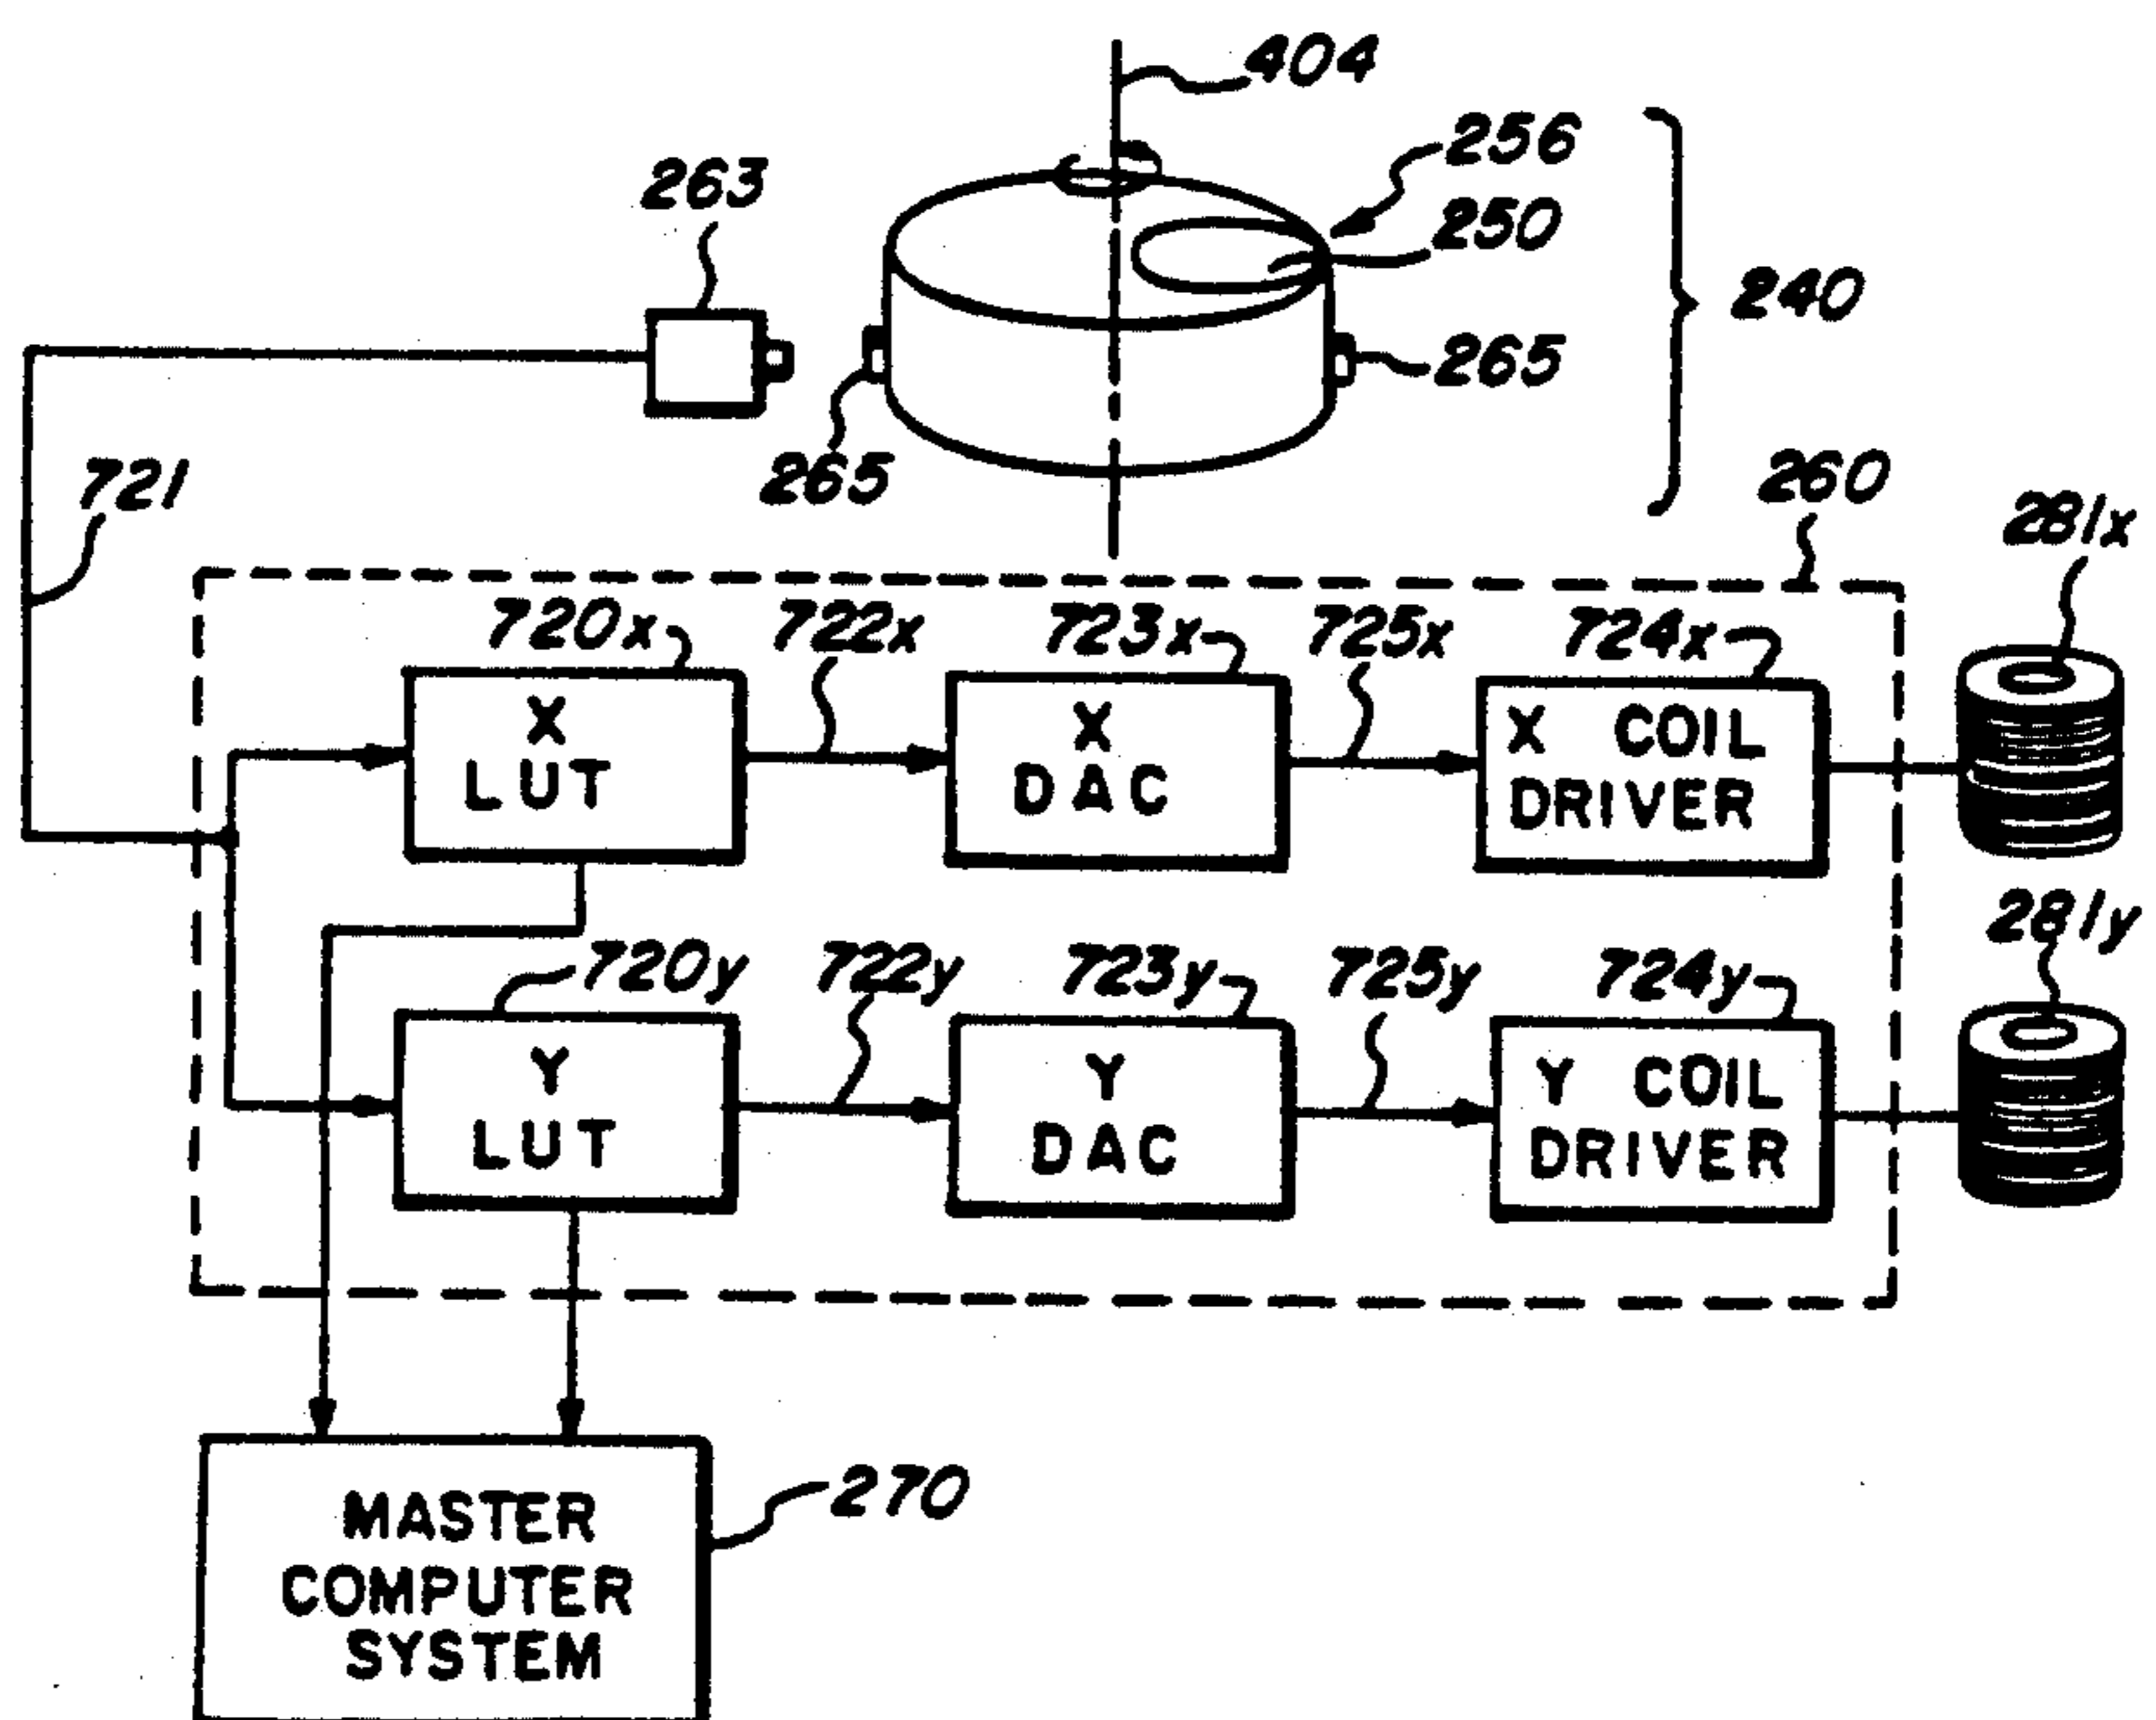 404
256
263
250
240
265
265
721
260
281x
720x
722x
723x
725x
724x
X
LUT
X
DAC
X COIL
DRIVER
281y
720y
722y
723y
725y
724y
Y
LUT
Y
DAC
Y COIL
DRIVER
270
MASTER
COMPUTER
SYSTEM